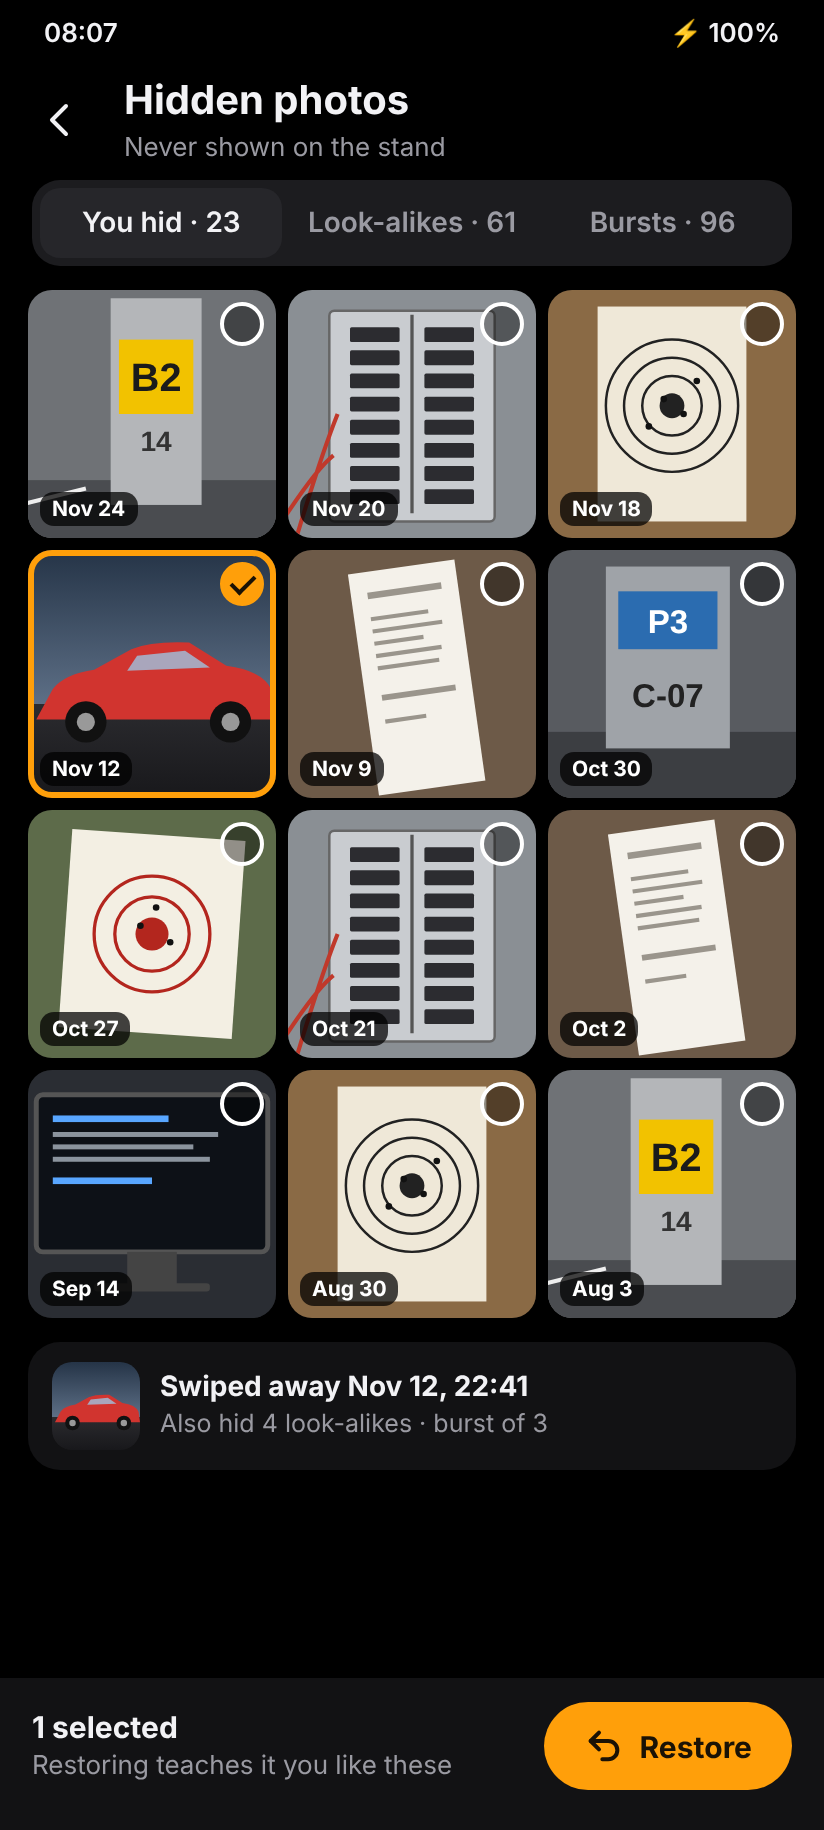 08:07
⚡ 100%
Hidden photos
Never shown on the stand
You hid · 23
Look-alikes · 61
Bursts · 96
B2
14
Nov 24
Nov 20
Nov 18
Nov 12
Nov 9
P3
C-07
Oct 30
Oct 27
Oct 21
Oct 2
Sep 14
Aug 30
B2
14
Aug 3
Swiped away Nov 12, 22:41
Also hid 4 look-alikes · burst of 3
1 selected
Restoring teaches it you like these
Restore